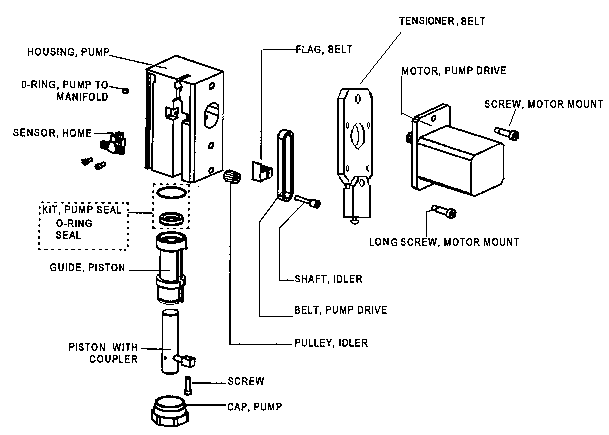 TENSIONER, BELT
HOUSING, PUMP
FLAG, BELT
MOTOR, PUMP DRIVE
O-RING, PUMP TO
MANIFOLD
SCREW, MOTOR MOUNT
SENSOR, HOME
KIT, PUMP SEAL
O-RING
SEAL
LONG SCREW, MOTOR MOUNT
GUIDE, PISTON
SHAFT, IDLER
BELT, PUMP DRIVE
PISTON WITH
COUPLER
PULLEY, IDLER
SCREW
CAP, PUMP